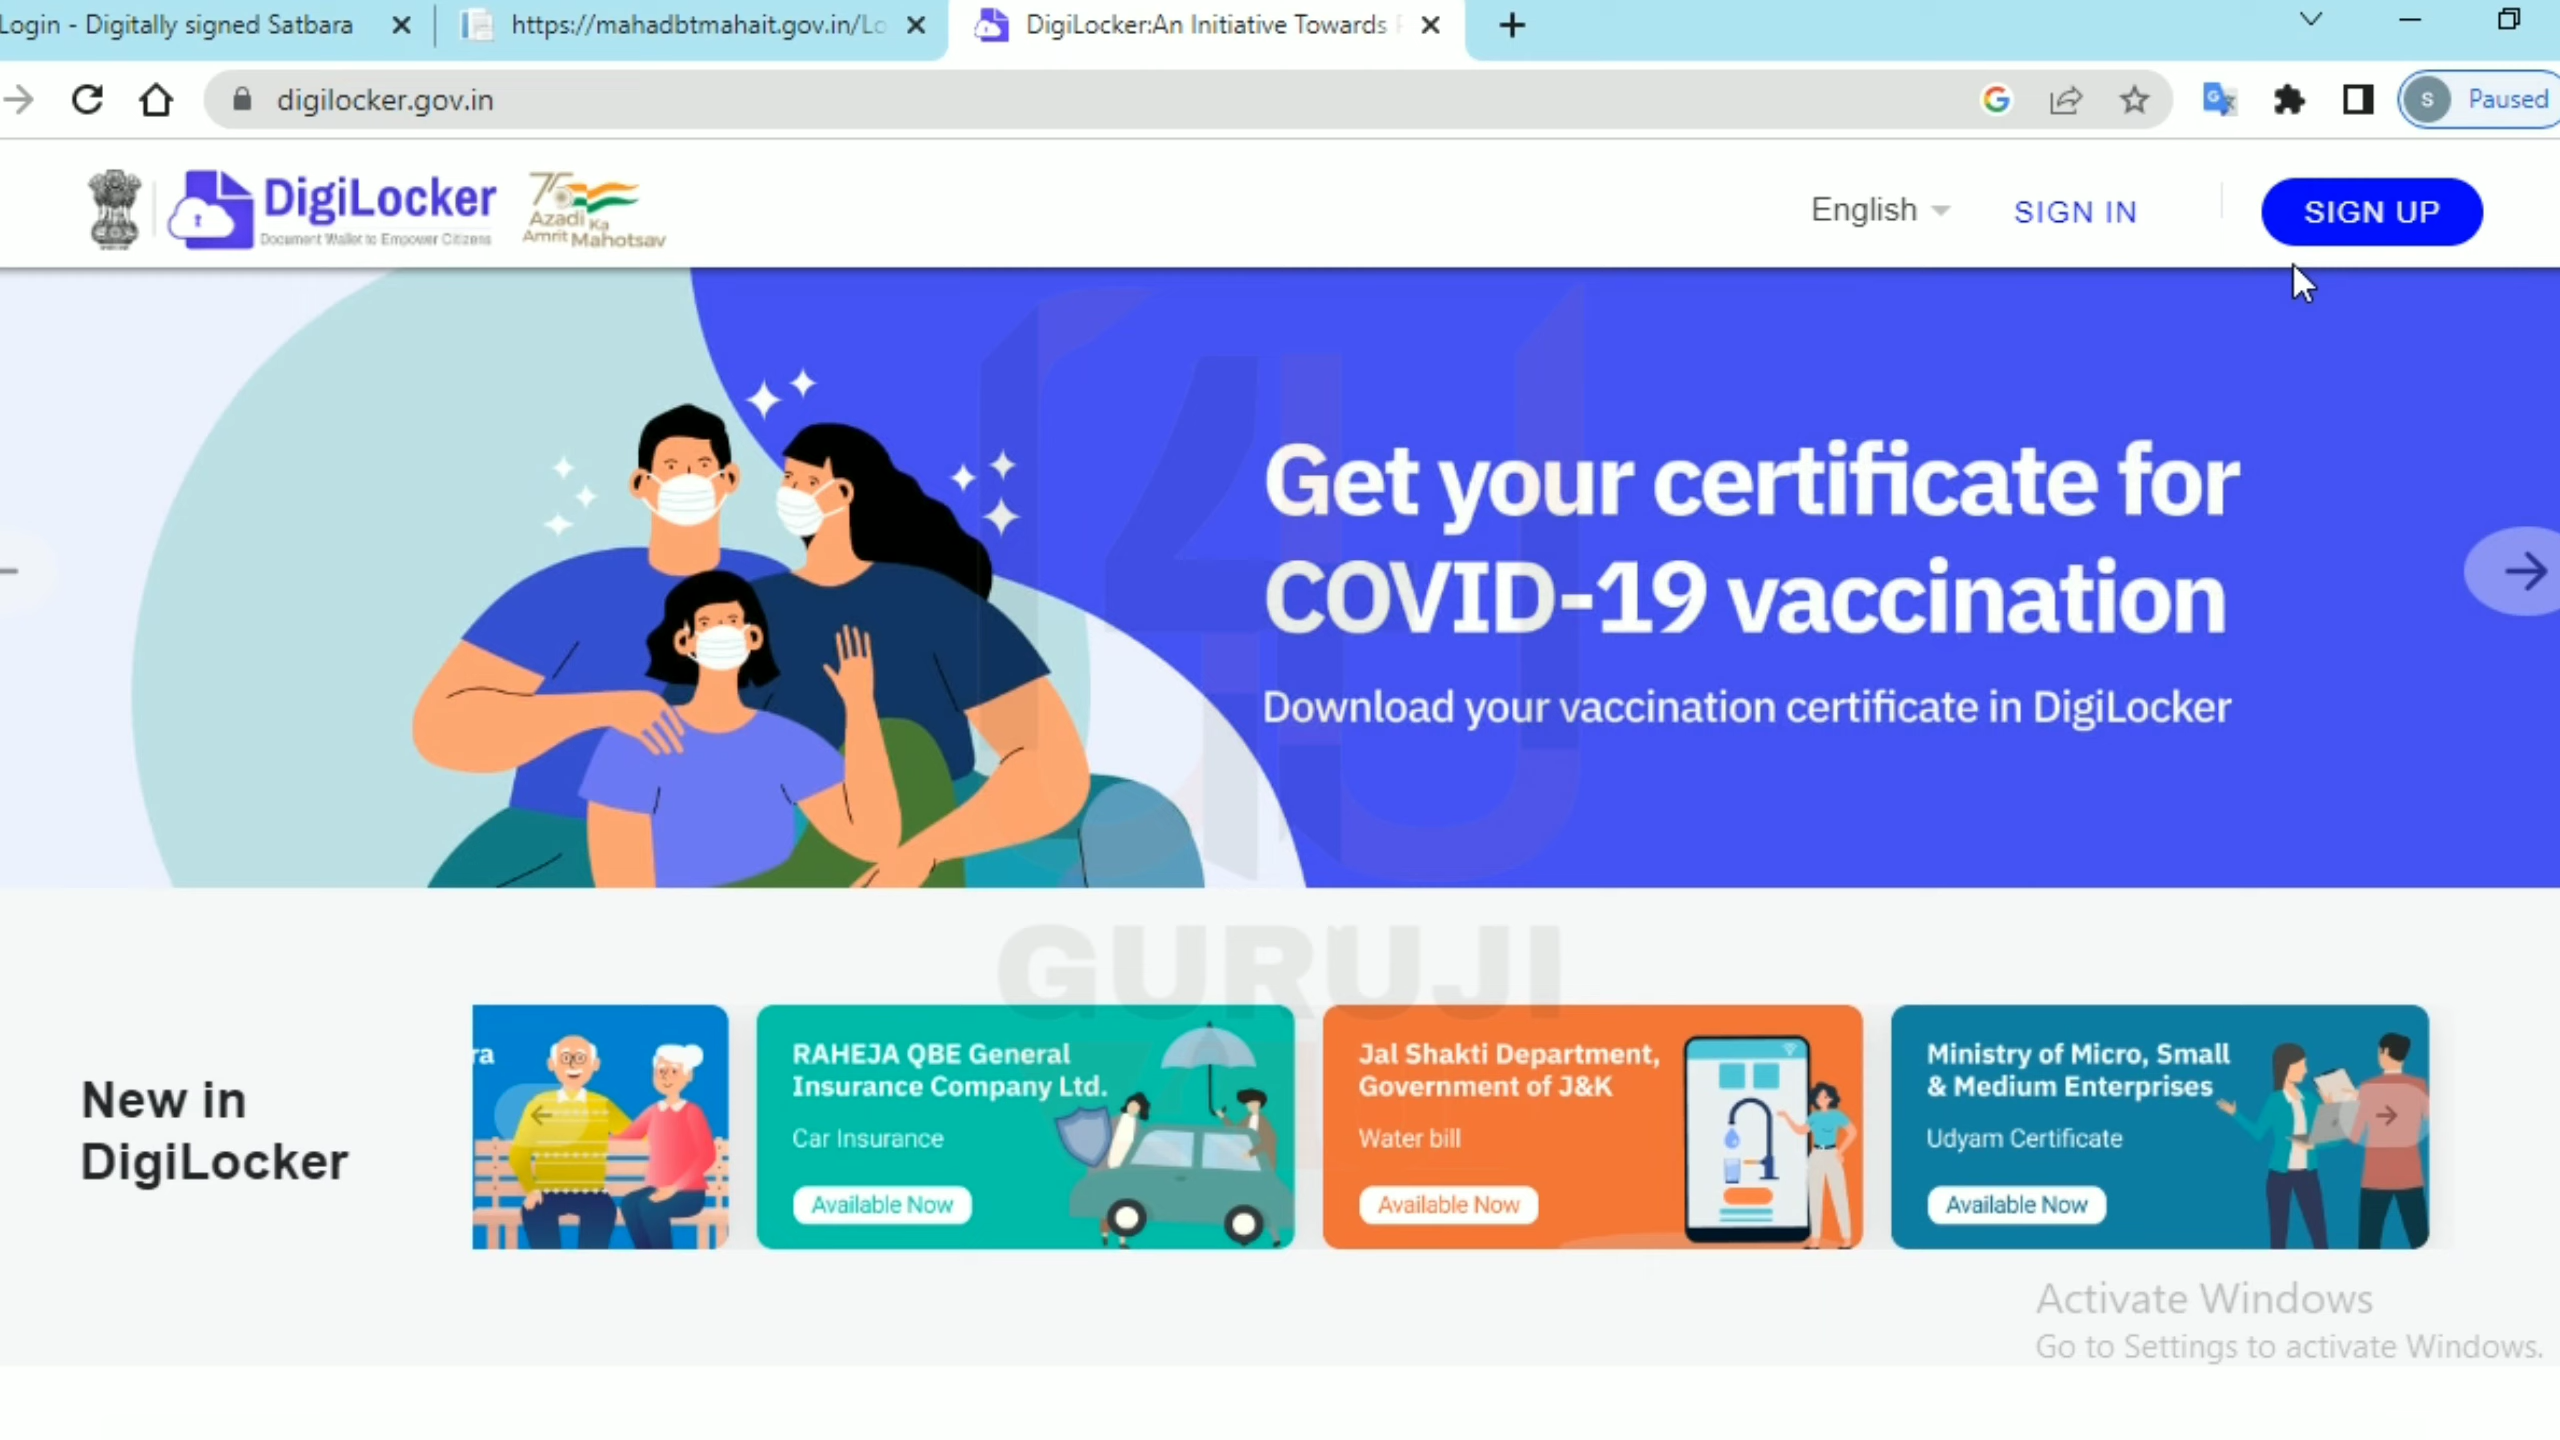 Login - Digitally signed Satbara
https://mahadbtmahait.gov.in/Lo
DigiLocker:An Initiative Towards
digilocker.gov.in
Paused
S
DigiLocker
Document Wallet to Empower Citizens
75
Azadi Ka
Amrit Mahotsav
English
SIGN IN
SIGN UP
Get your certificate for
COVID-19 vaccination
Download your vaccination certificate in DigiLocker
4U
GURUJI
New in
DigiLocker
ra
RAHEJA QBE General
Insurance Company Ltd.
Car Insurance
Available Now
Jal Shakti Department,
Government of J&K
Water bill
Available Now
Ministry of Micro, Small
& Medium Enterprises
Udyam Certificate
Available Now
Activate Windows
Go to Settings to activate Windows.